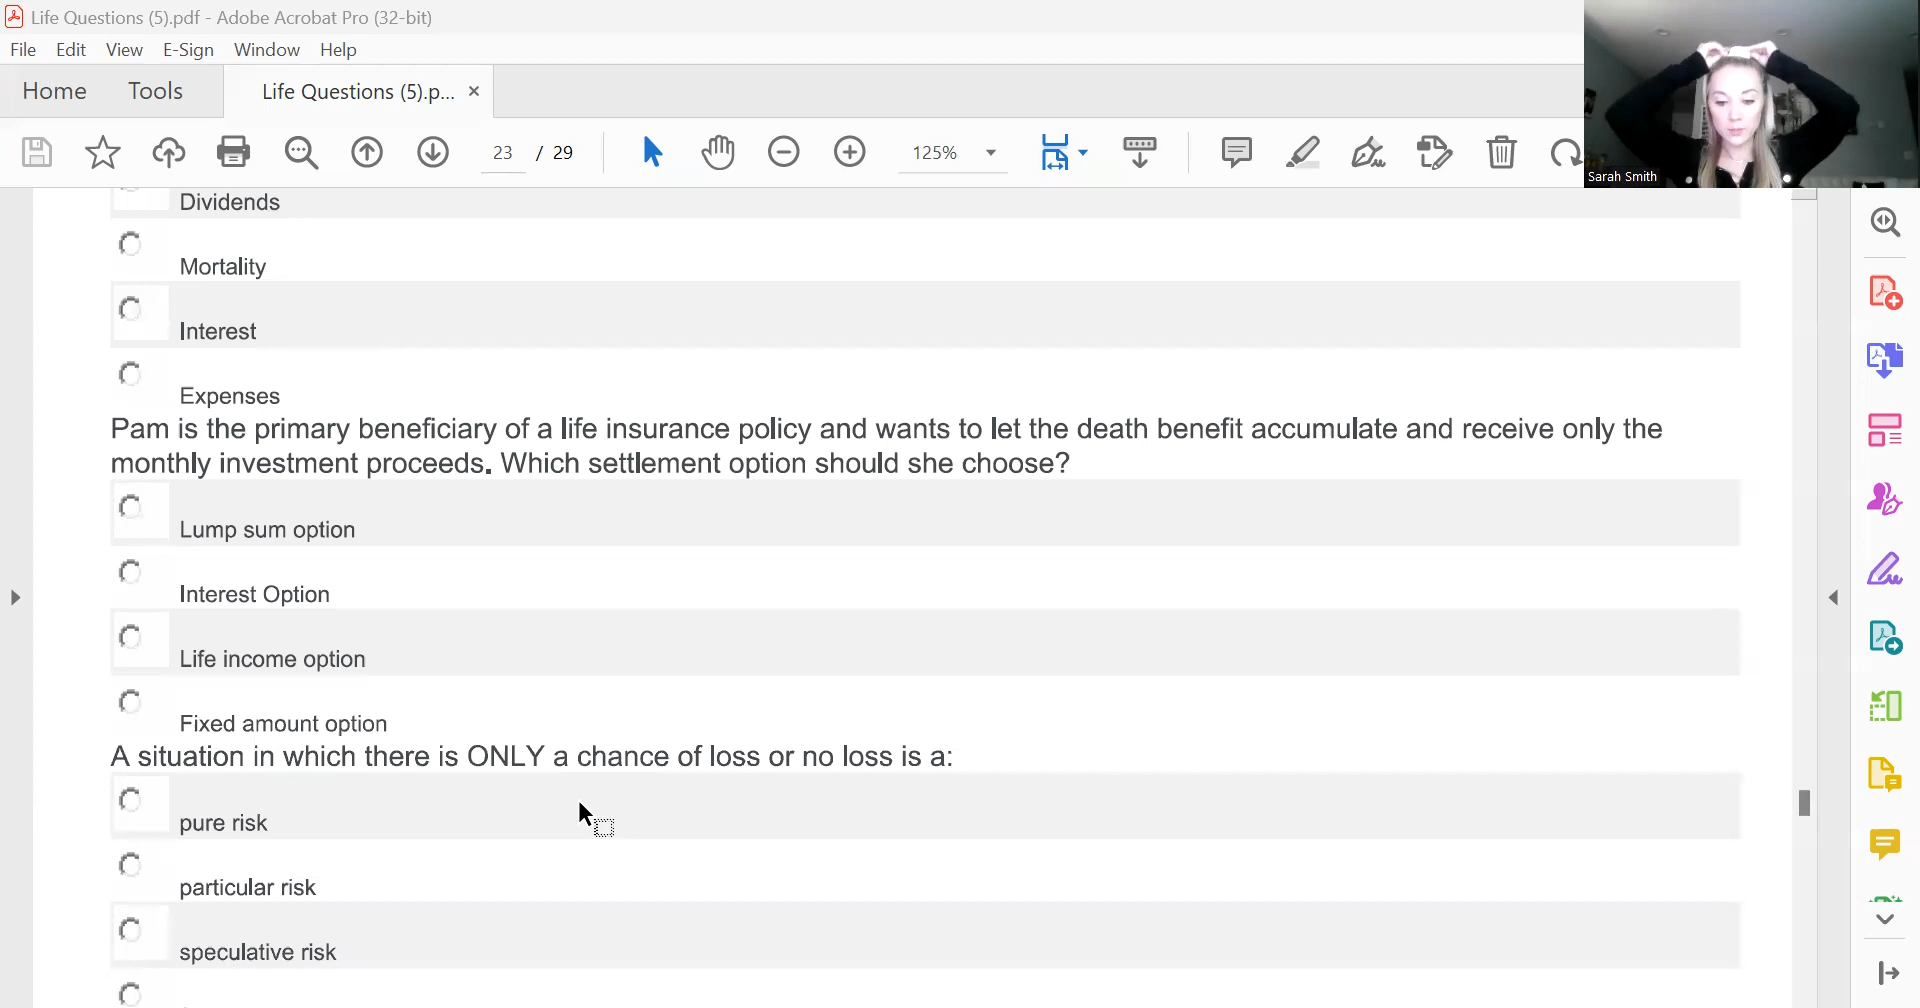 Life Questions (5).pdf - Adobe Acrobat Pro (32-bit)
File Edit View E-Sign Window Help
Home Tools Life Questions (5).p... ×
23 / 29 125%
Sarah Smith
Dividends
Mortality
Interest
Expenses
Pam is the primary beneficiary of a life insurance policy and wants to let the death benefit accumulate and receive only the
monthly investment proceeds. Which settlement option should she choose?
Lump sum option
Interest Option
Life income option
Fixed amount option
A situation in which there is ONLY a chance of loss or no loss is a:
pure risk
particular risk
speculative risk